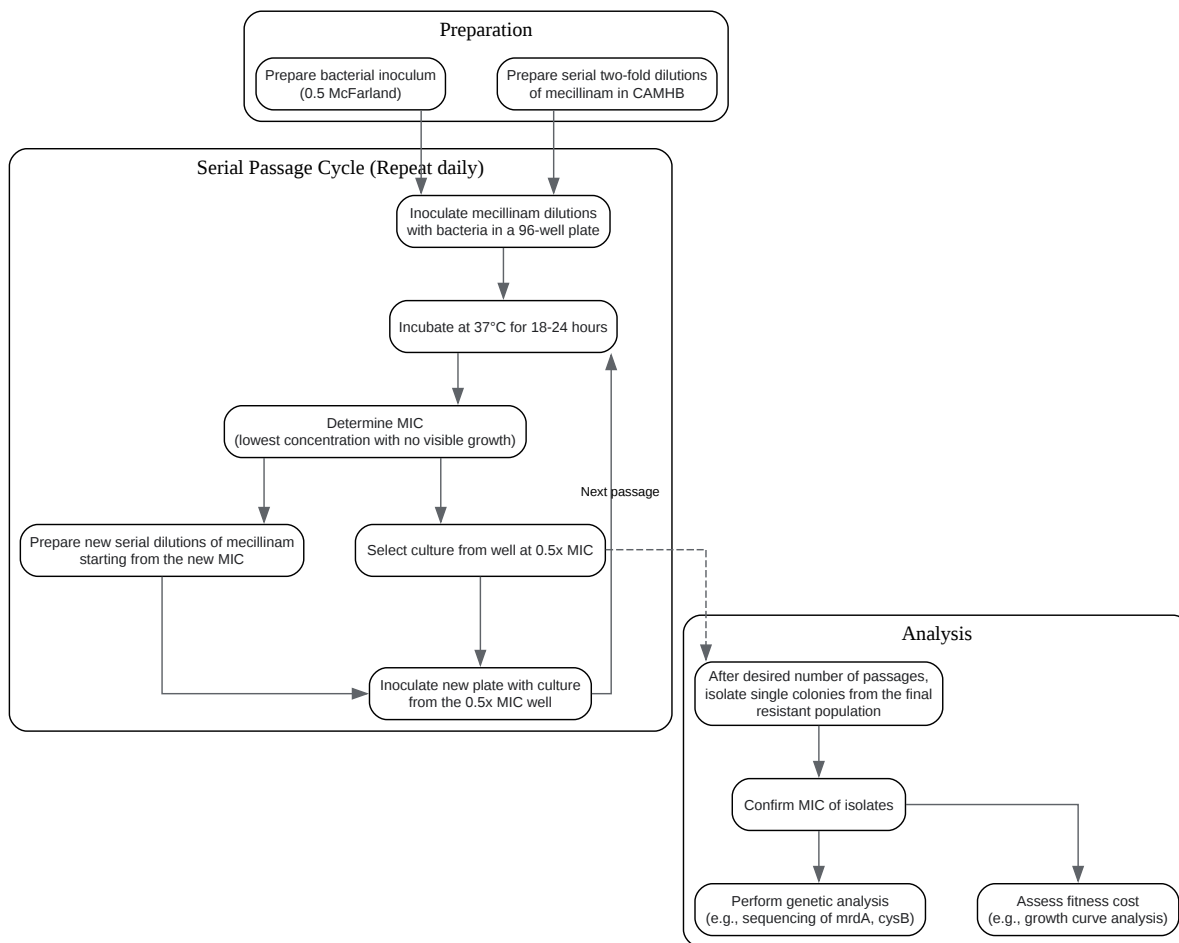 Preparation
Prepare bacterial inoculum
(0.5 McFarland)
Prepare serial two-fold dilutions
of mecillinam in CAMHB
Serial Passage Cycle (Repeat daily)
Inoculate mecillinam dilutions
with bacteria in a 96-well plate
Incubate at 37°C for 18-24 hours
Determine MIC
(lowest concentration with no visible growth)
Next passage
Prepare new serial dilutions of mecillinam
starting from the new MIC
Select culture from well at 0.5x MIC
Inoculate new plate with culture
from the 0.5x MIC well
Analysis
After desired number of passages,
isolate single colonies from the final
resistant population
Confirm MIC of isolates
Perform genetic analysis
(e.g., sequencing of mrdA, cysB)
Assess fitness cost
(e.g., growth curve analysis)